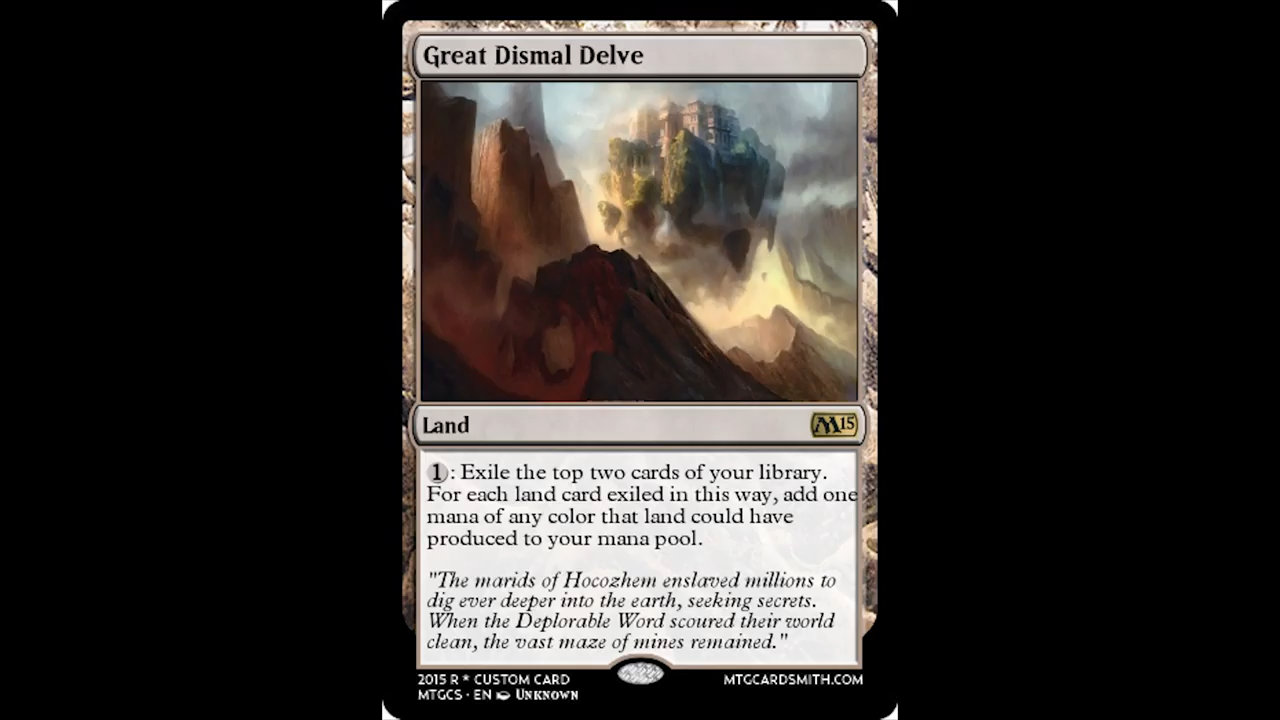 Great Dismal Delve
Land
M15
1: Exile the top two cards of your library.
For each land card exiled in this way, add one
mana of any color that land could have
produced to your mana pool.
"The marids of Hocozhem enslaved millions to
dig ever deeper into the earth, seeking secrets.
When the Deplorable Word scoured their world
clean, the vast maze of mines remained."
2015 R * CUSTOM CARD
MTGCARDSMITH.COM
MTGCS · EN UNKNOWN